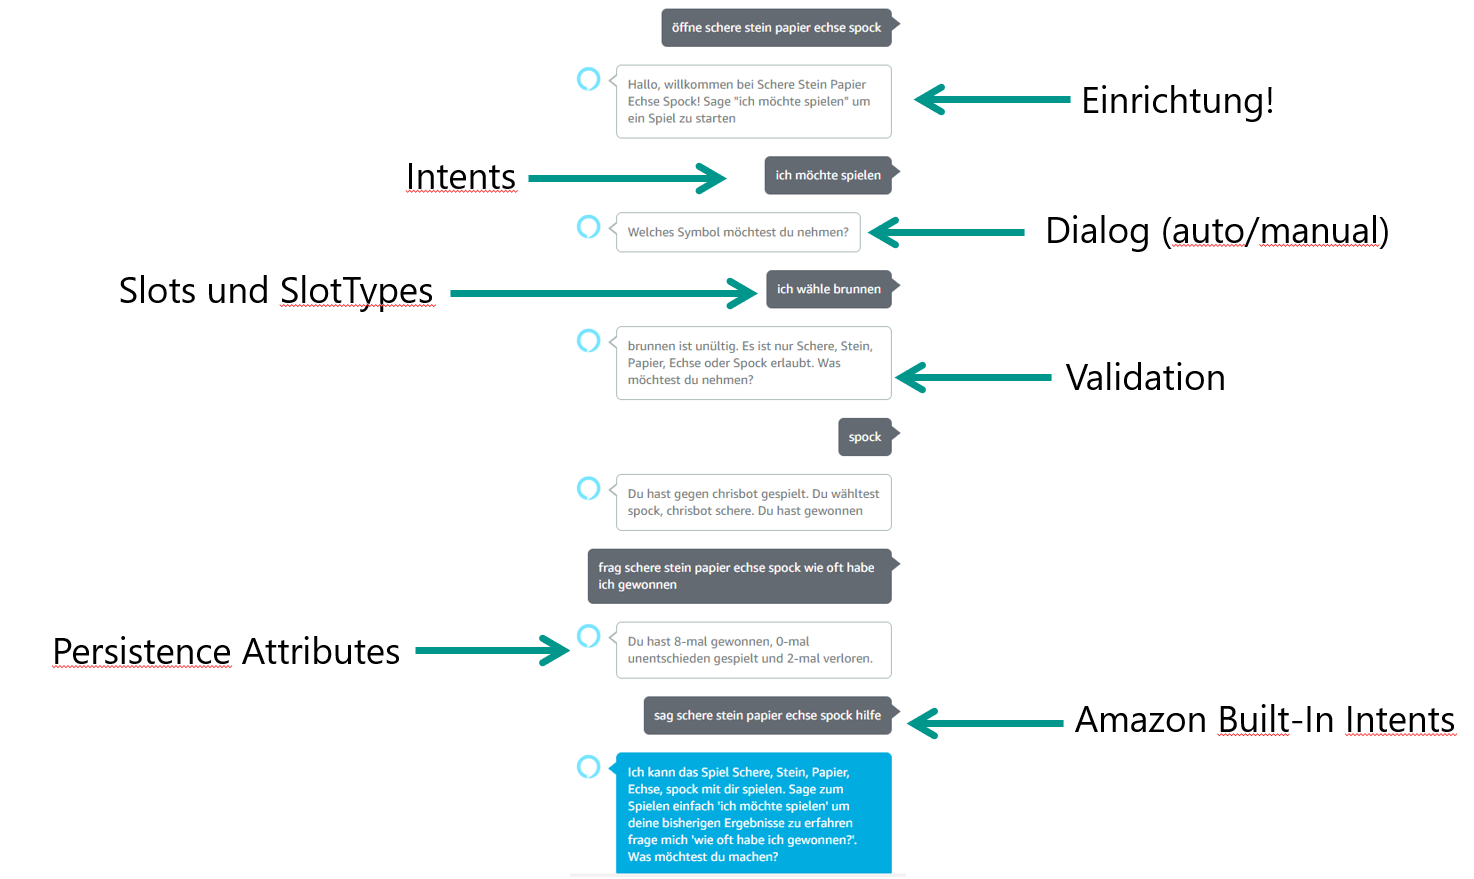 öffne schere stein papier echse spock
Hallo, willkommen bei Schere Stein Papier
Echse Spock! Sage "ich möchte spielen" um
ein Spiel zu starten
Einrichtung!
Intents
ich möchte spielen
Welches Symbol möchtest du nehmen?
Dialog (auto/manual)
Slots und SlotTypes
ich wähle brunnen
brunnen ist unültig. Es ist nur Schere, Stein,
Papier, Echse oder Spock erlaubt. Was
möchtest du nehmen?
Validation
spock
Du hast gegen chrisbot gespielt. Du wähltest
spock, chrisbot schere. Du hast gewonnen
frag schere stein papier echse spock wie oft habe
ich gewonnen
Persistence Attributes
Du hast 8-mal gewonnen, 0-mal
unentschieden gespielt und 2-mal verloren.
sag schere stein papier echse spock hilfe
Amazon Built-In Intents
Ich kann das Spiel Schere, Stein, Papier,
Echse, spock mit dir spielen. Sage zum
Spielen einfach 'ich möchte spielen' um
deine bisherigen Ergebnisse zu erfahren
frage mich 'wie oft habe ich gewonnen?'.
Was möchtest du machen?